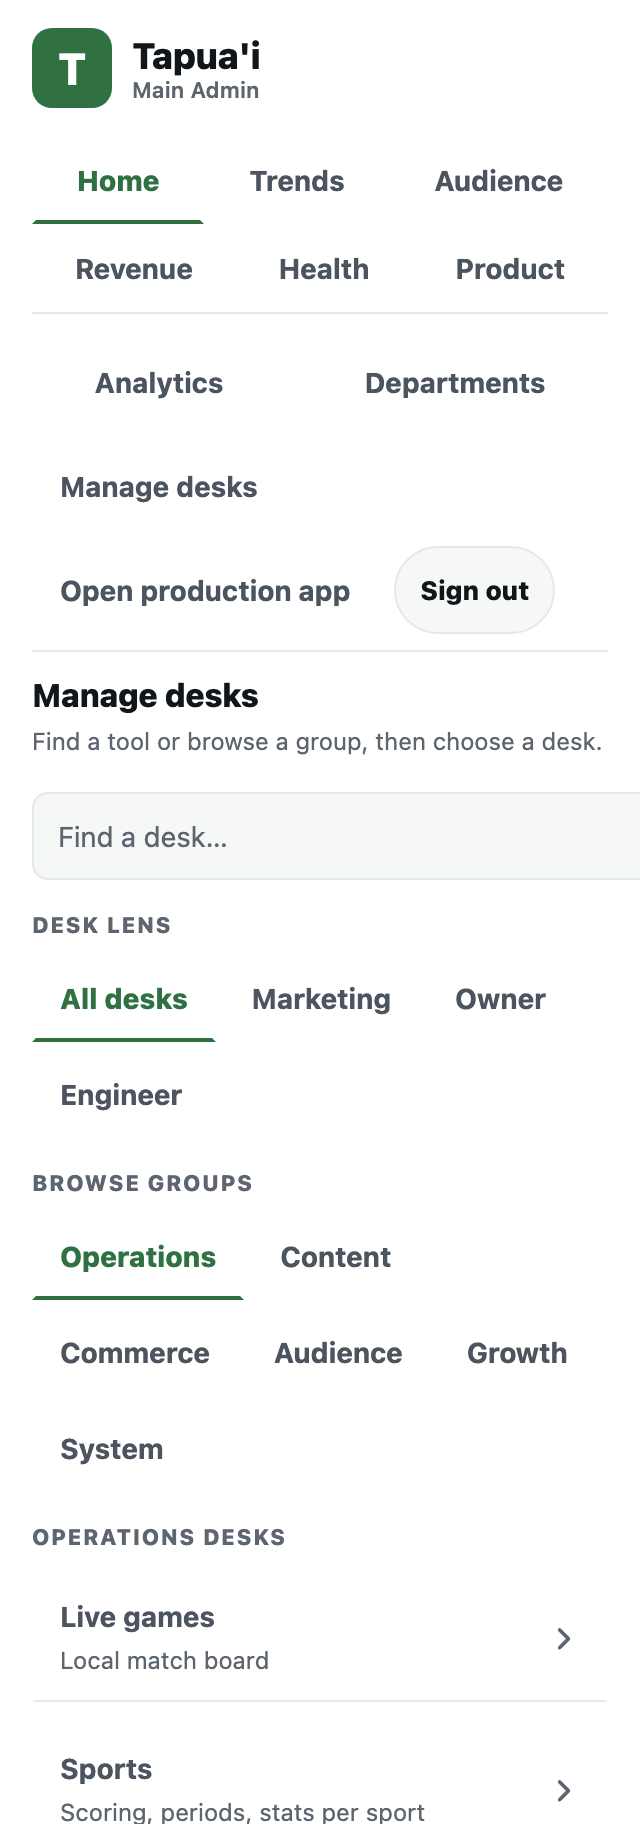 T
Tapua'i
Main Admin
Home Trends Audience
Revenue Health Product
Analytics Departments
Manage desks
Open production app Sign out
Manage desks
Find a tool or browse a group, then choose a desk.
Find a desk...
DESK LENS
All desks Marketing Owner
Engineer
BROWSE GROUPS
Operations Content
Commerce Audience Growth
System
OPERATIONS DESKS
Live games
Local match board
Sports
Scoring, periods, stats per sport